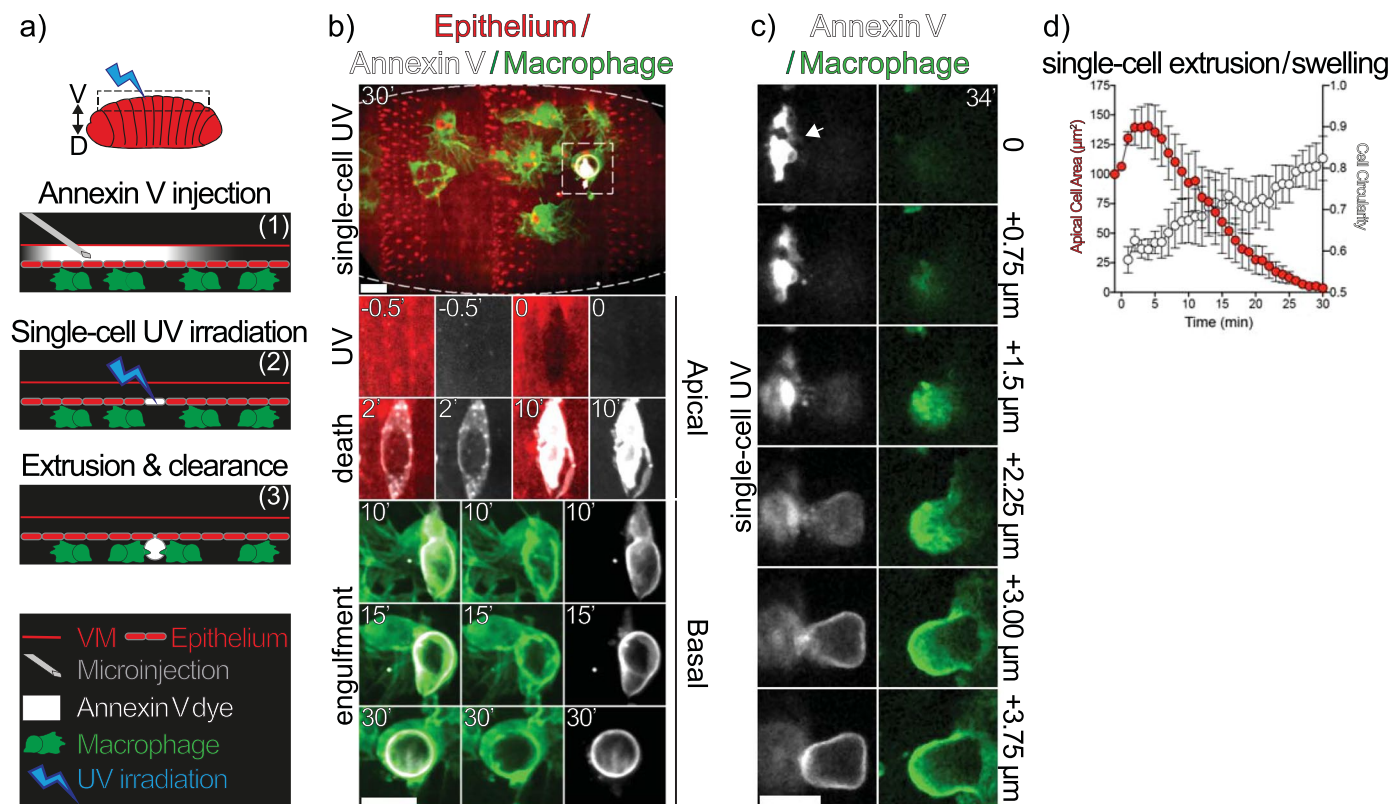 a)
V
D
Annexin V injection
(1)
Single-cell UV irradiation
(2)
Extrusion & clearance
(3)
VM Epithelium
Microinjection
Annexin V dye
Macrophage
UV irradiation
b)
Epithelium /
Annexin V / Macrophage
single-cell UV
30'
UV
-0.5' -0.5' 0 0
death
2' 2' 10' 10'
Apical
engulfment
10' 10' 10'
15' 15' 15'
30' 30' 30'
Basal
c)
Annexin V
/ Macrophage
single-cell UV
34'
0
+0.75 µm
+1.5 µm
+2.25 µm
+3.00 µm
+3.75 µm
d)
single-cell extrusion/swelling
Apical Cell Area (µm²)
175
150
125
100
75
50
25
0
Cell Circularity
1.0
0.9
0.8
0.7
0.6
0.5
0 5 10 15 20 25 30
Time (min)